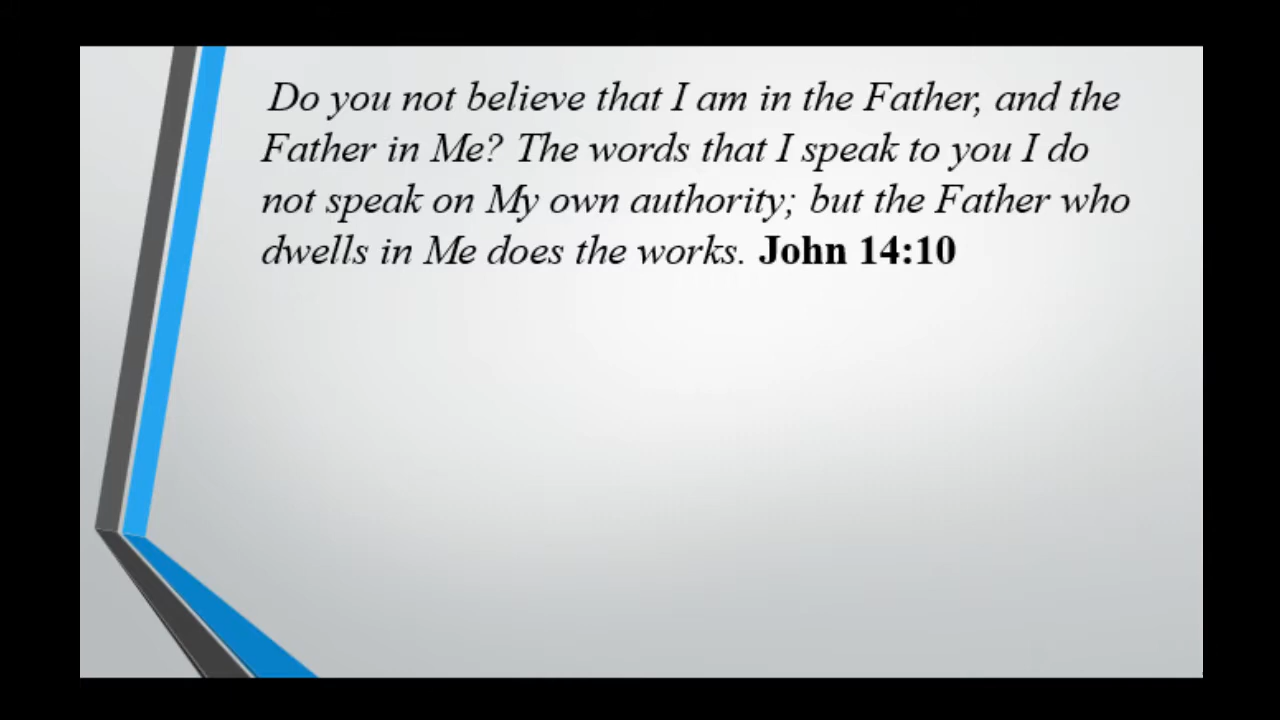 Do you not believe that I am in the Father, and the
Father in Me? The words that I speak to you I do
not speak on My own authority; but the Father who
dwells in Me does the works. John 14:10